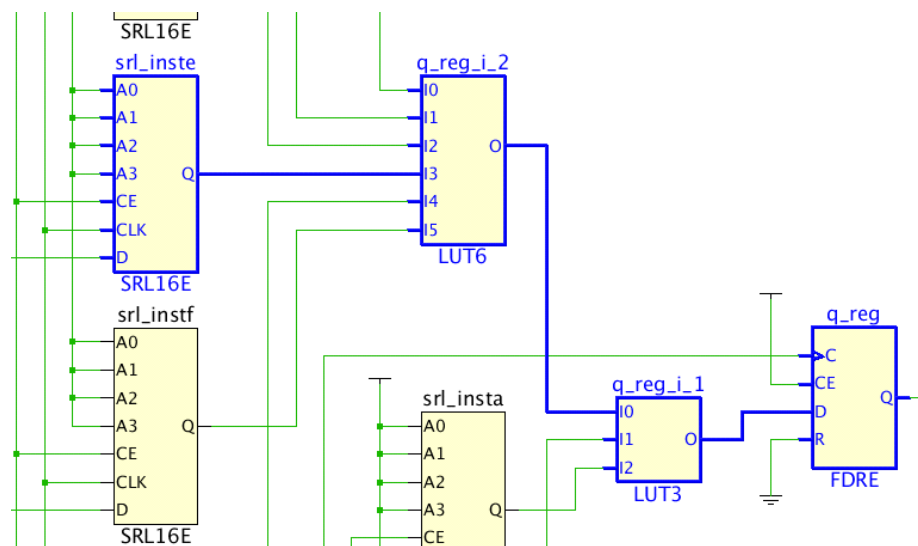 SRL16E
srl_inste
A0
A1
A2
A3
CE
CLK
D
Q
SRL16E
q_reg_i_2
I0
I1
I2
I3
I4
I5
O
LUT6
srl_instf
A0
A1
A2
A3
CE
CLK
D
Q
SRL16E
srl_insta
A0
A1
A2
A3
CE
Q
q_reg_i_1
I0
I1
I2
O
LUT3
q_reg
C
CE
D
R
Q
FDRE